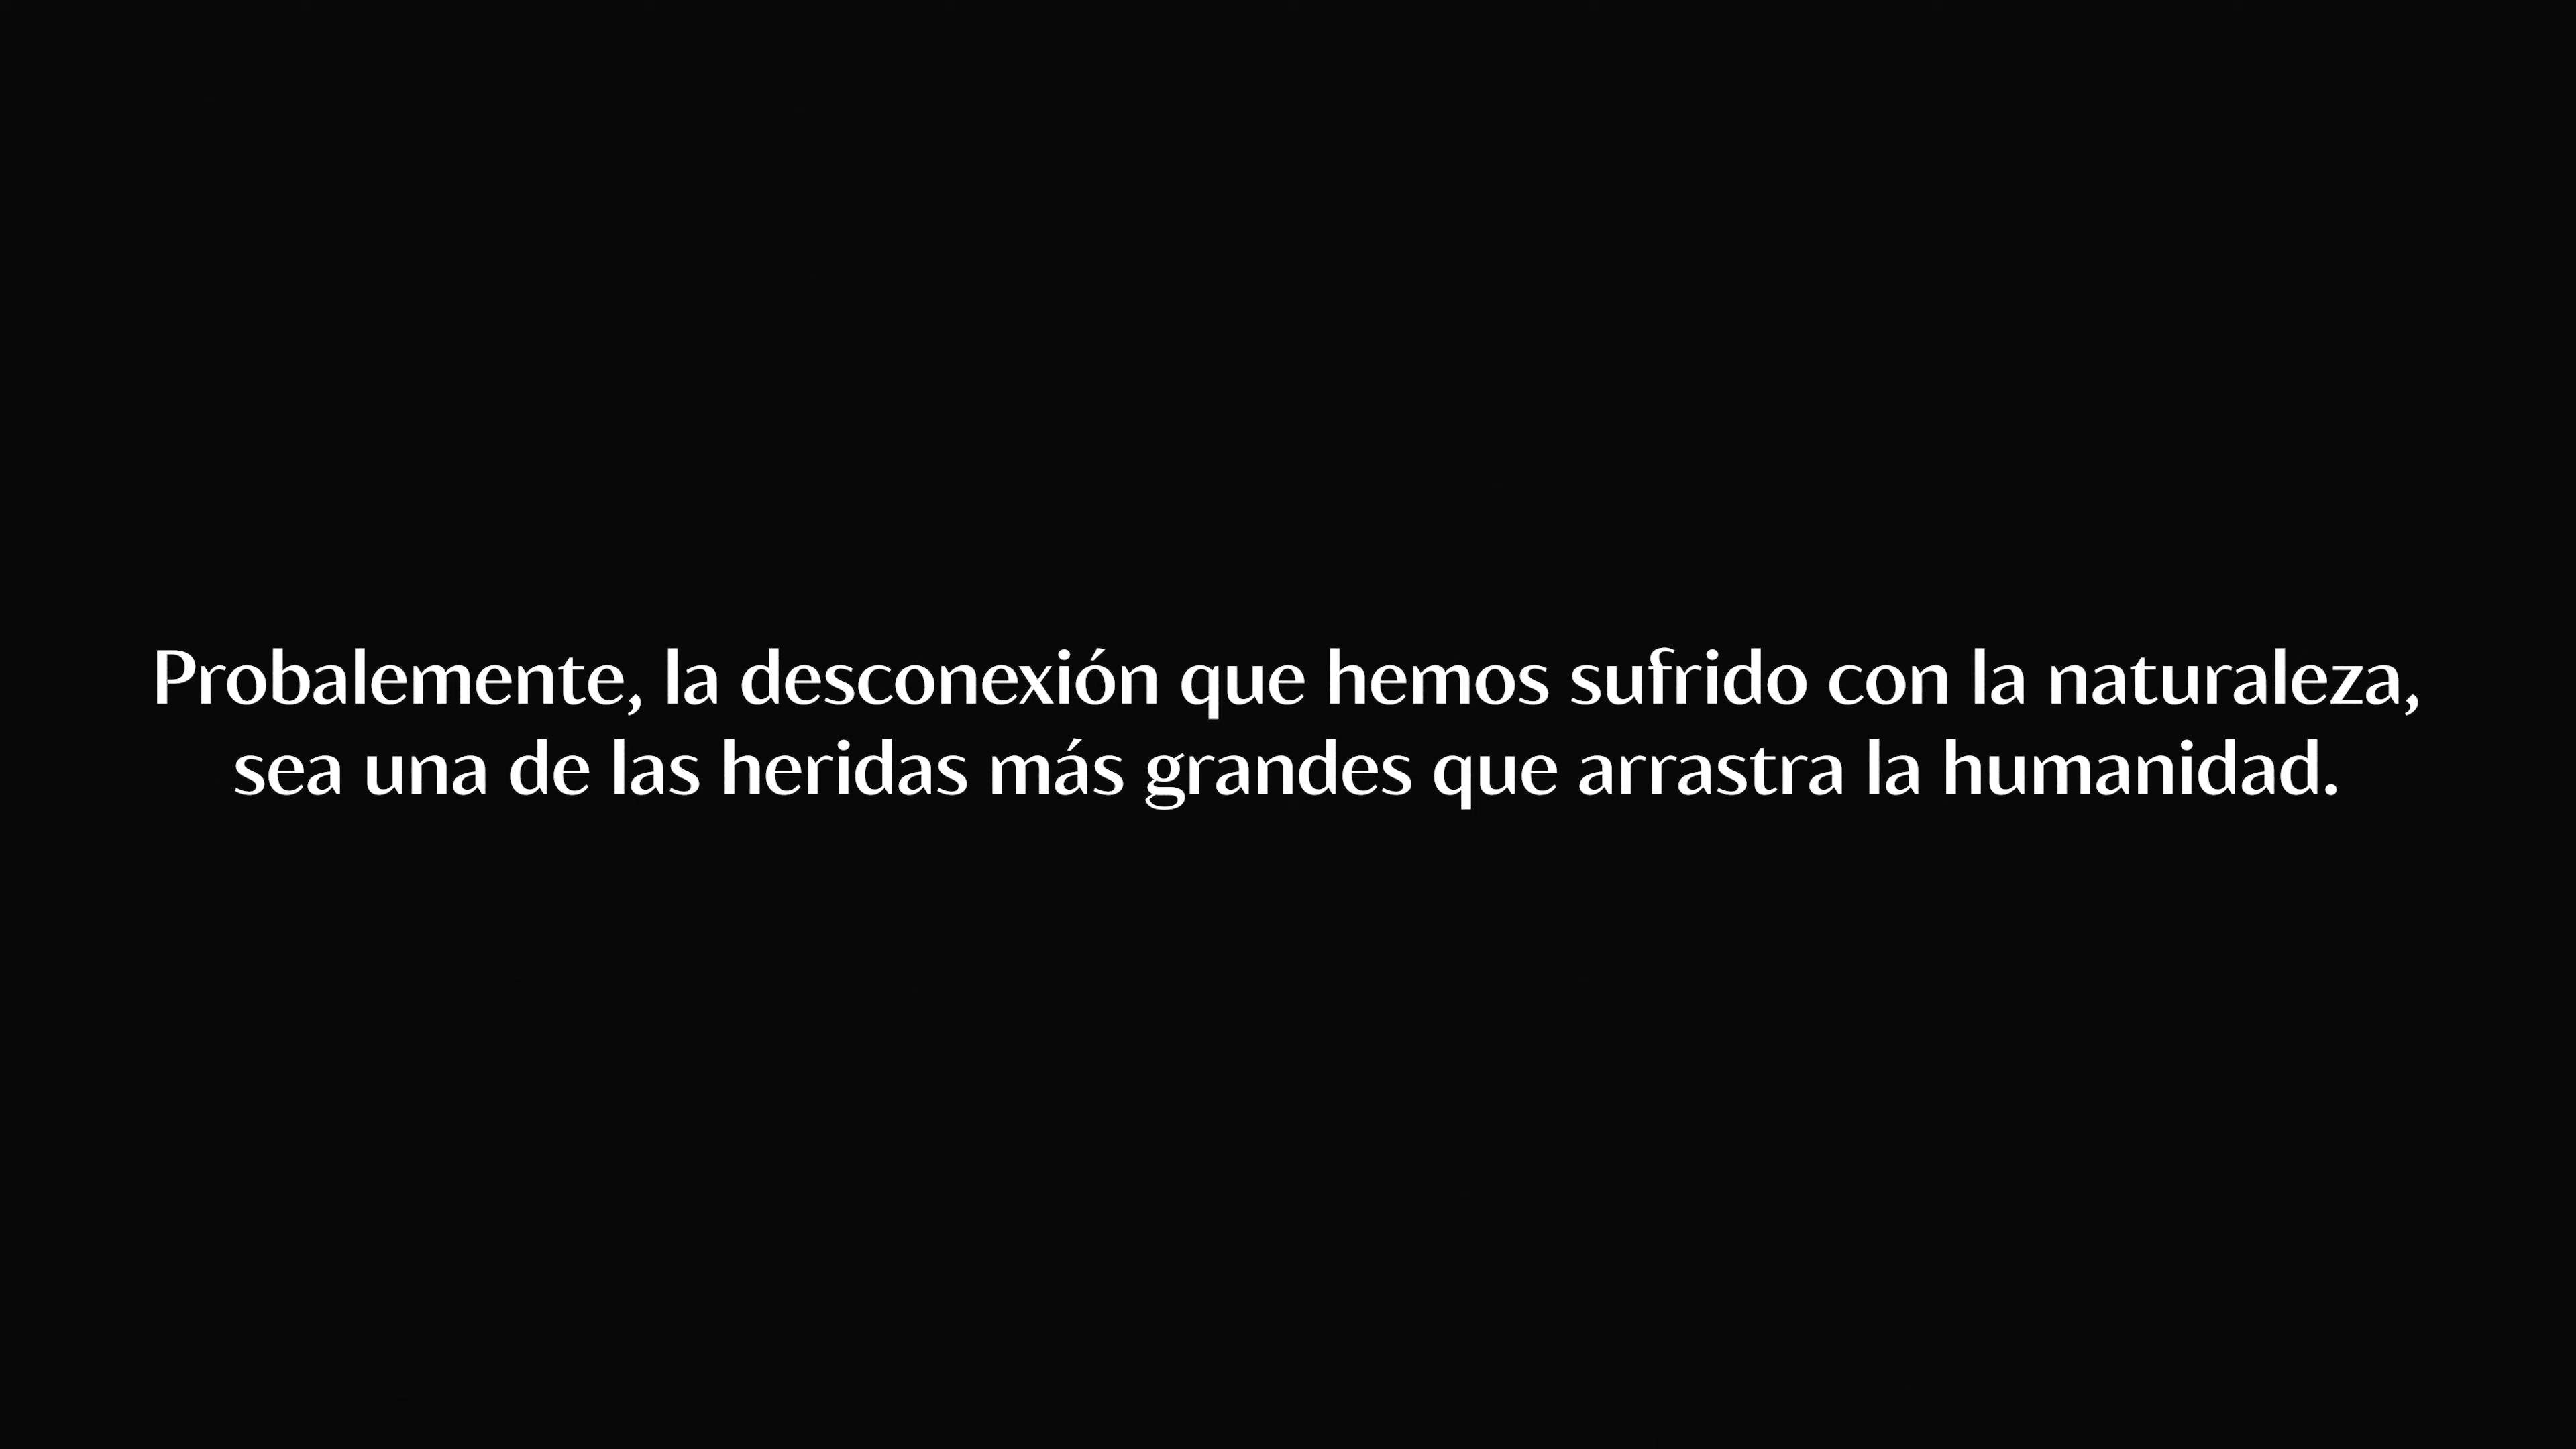 Probalemente, la desconexión que hemos sufrido con la naturaleza,
sea una de las heridas más grandes que arrastra la humanidad.